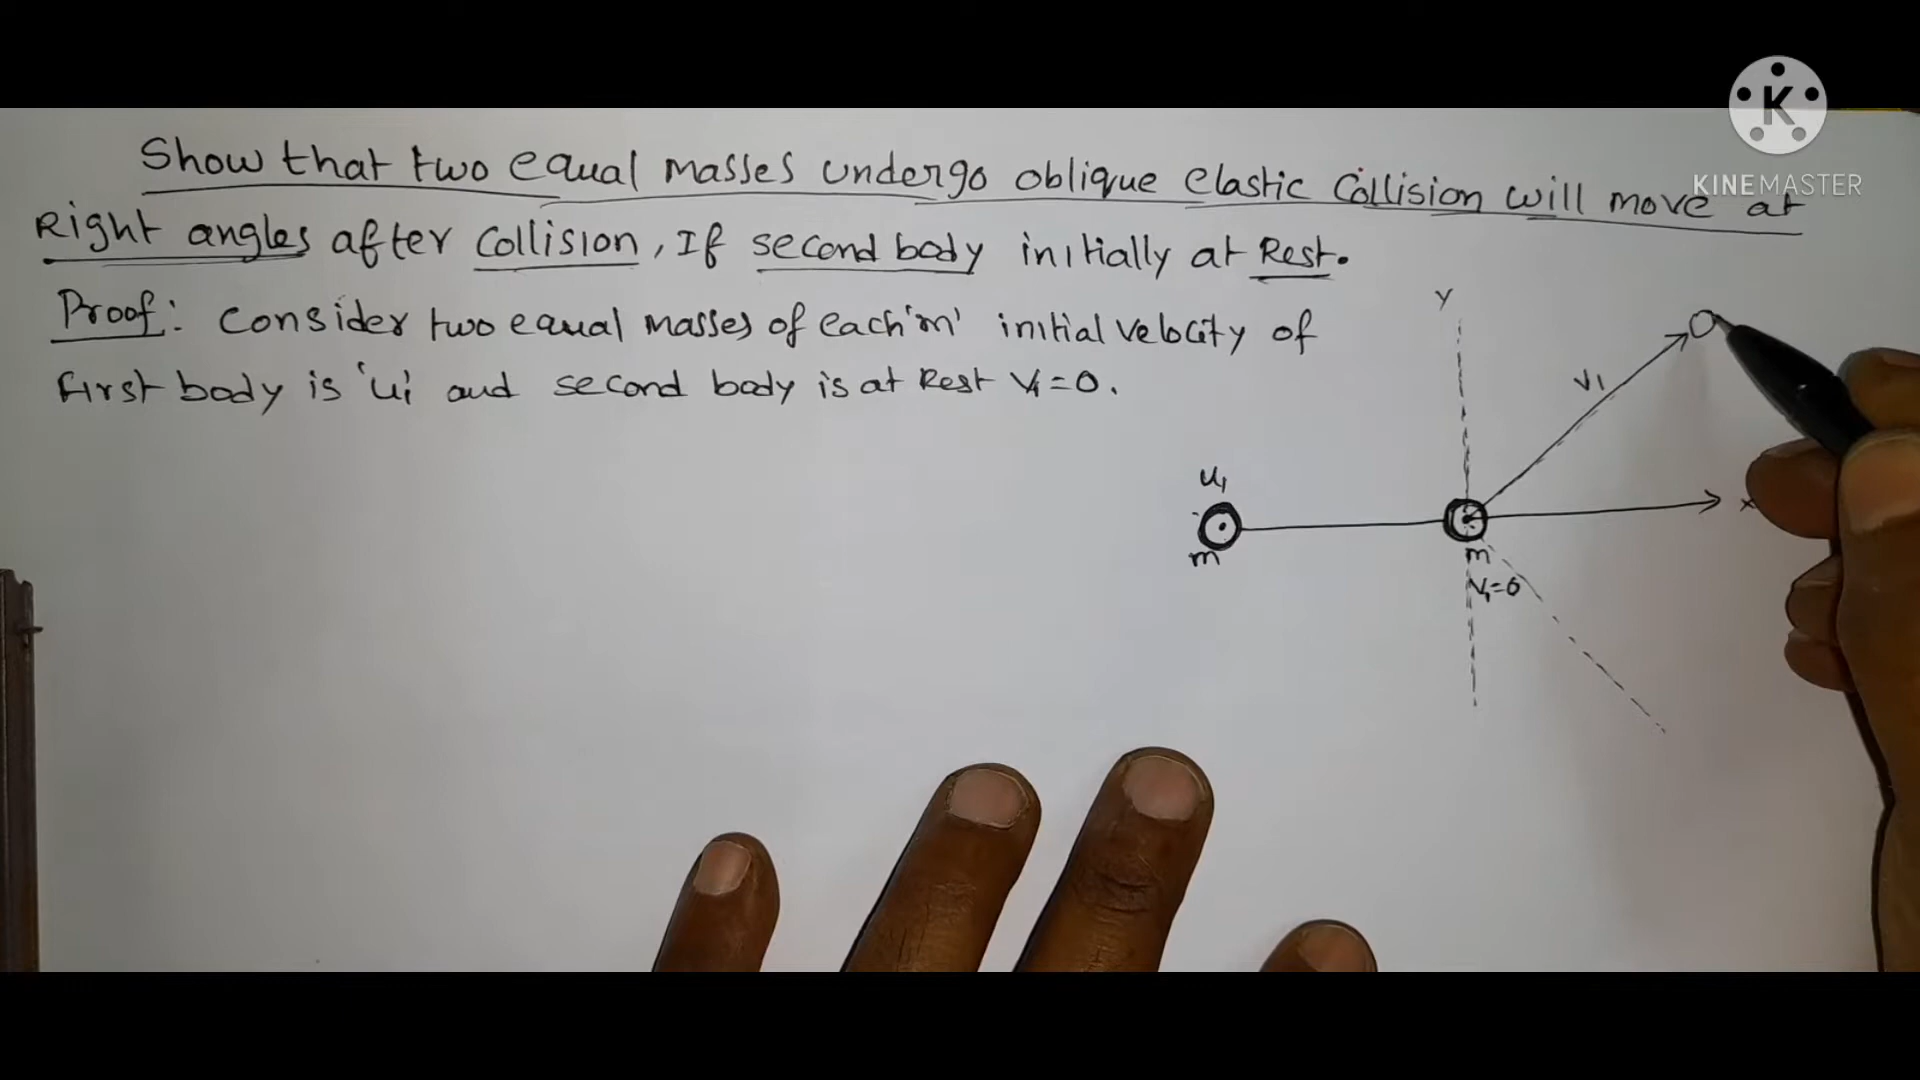 Show that two equal masses undergo oblique elastic Collision will move at
Right angles after Collision, If second body initially at Rest.
Proof: Consider two equal masses of each 'm' initial velocity of
first body is 'u1' and second body is at Rest V1=0.
Y
V1
u1
X
m
m
V1=0
K
KINEMASTER